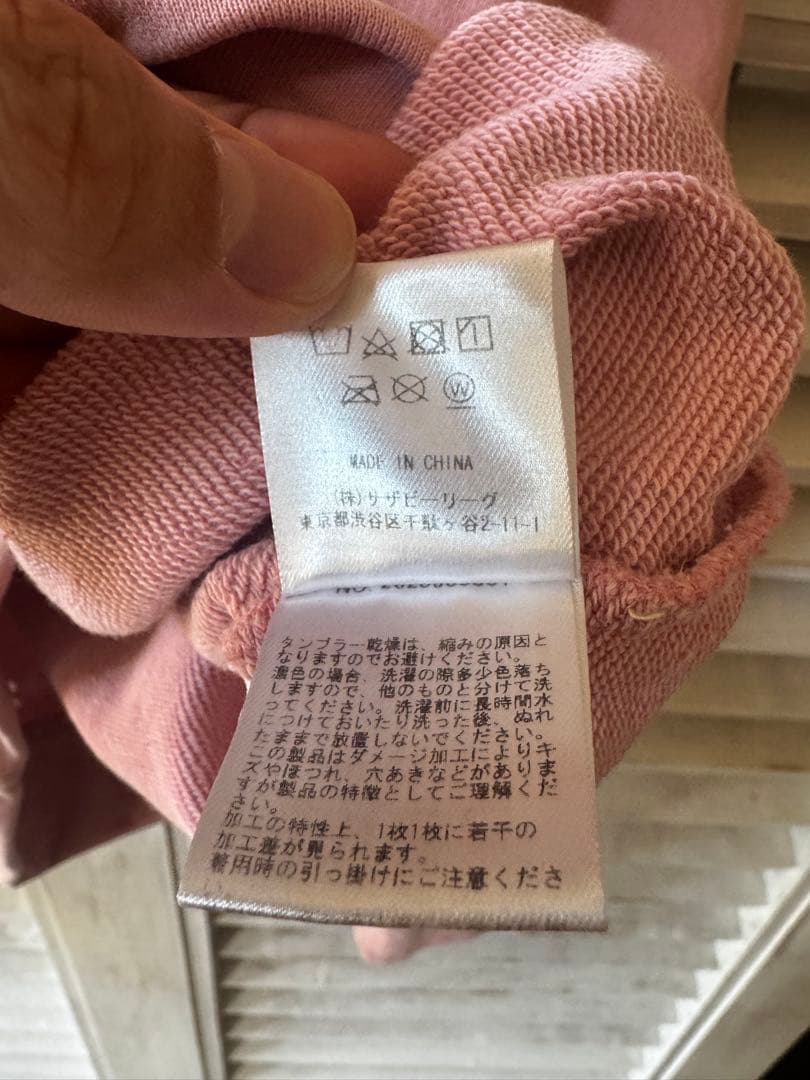 MADE IN CHINA
(株)サザビーリーグ
東京都渋谷区千駄ヶ谷2-11-1
NO.
タンブラー乾燥は、縮みの原因と
なりますのでお避けください。
濃色の場合、洗濯の際多少色落ち
しますので、他のものと分けて洗
ってください。洗濯前に長時間水
につけておいたり洗った後、ぬれ
たままで放置しないでください。
この製品はダメージ加工によりキ
ズやほつれ、穴あきなどがありま
すが製品の特徴としてご理解くだ
さい。
加工の特性上、1枚1枚に若干の
加工差が見られます。
着用時の引っ掛けにご注意くださ